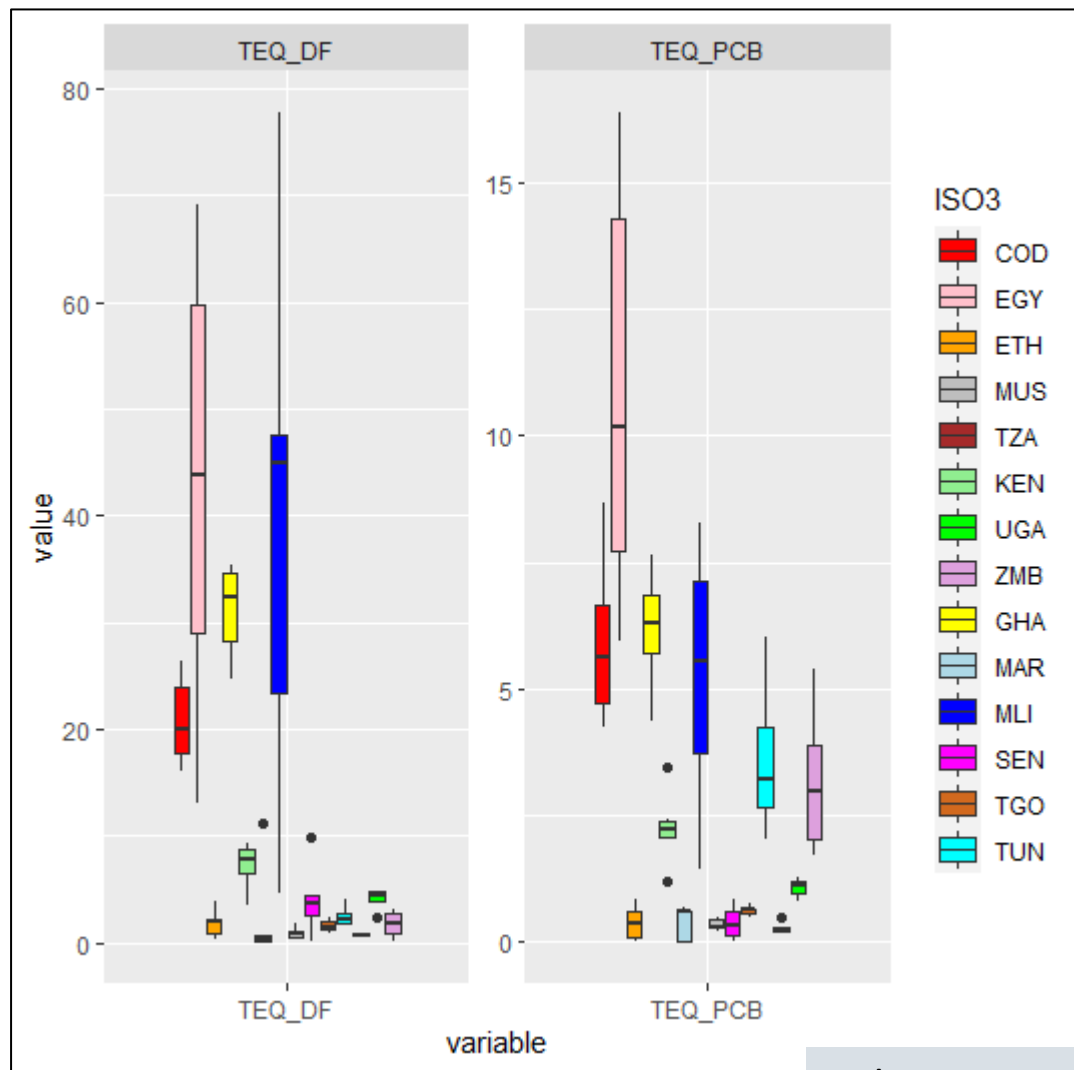 TEQ_DF
TEQ_PCB
80
60
40
20
0
15
10
5
0
value
TEQ_DF
TEQ_PCB
variable
ISO3
COD
EGY
ETH
MUS
TZA
KEN
UGA
ZMB
GHA
MAR
MLI
SEN
TGO
TUN